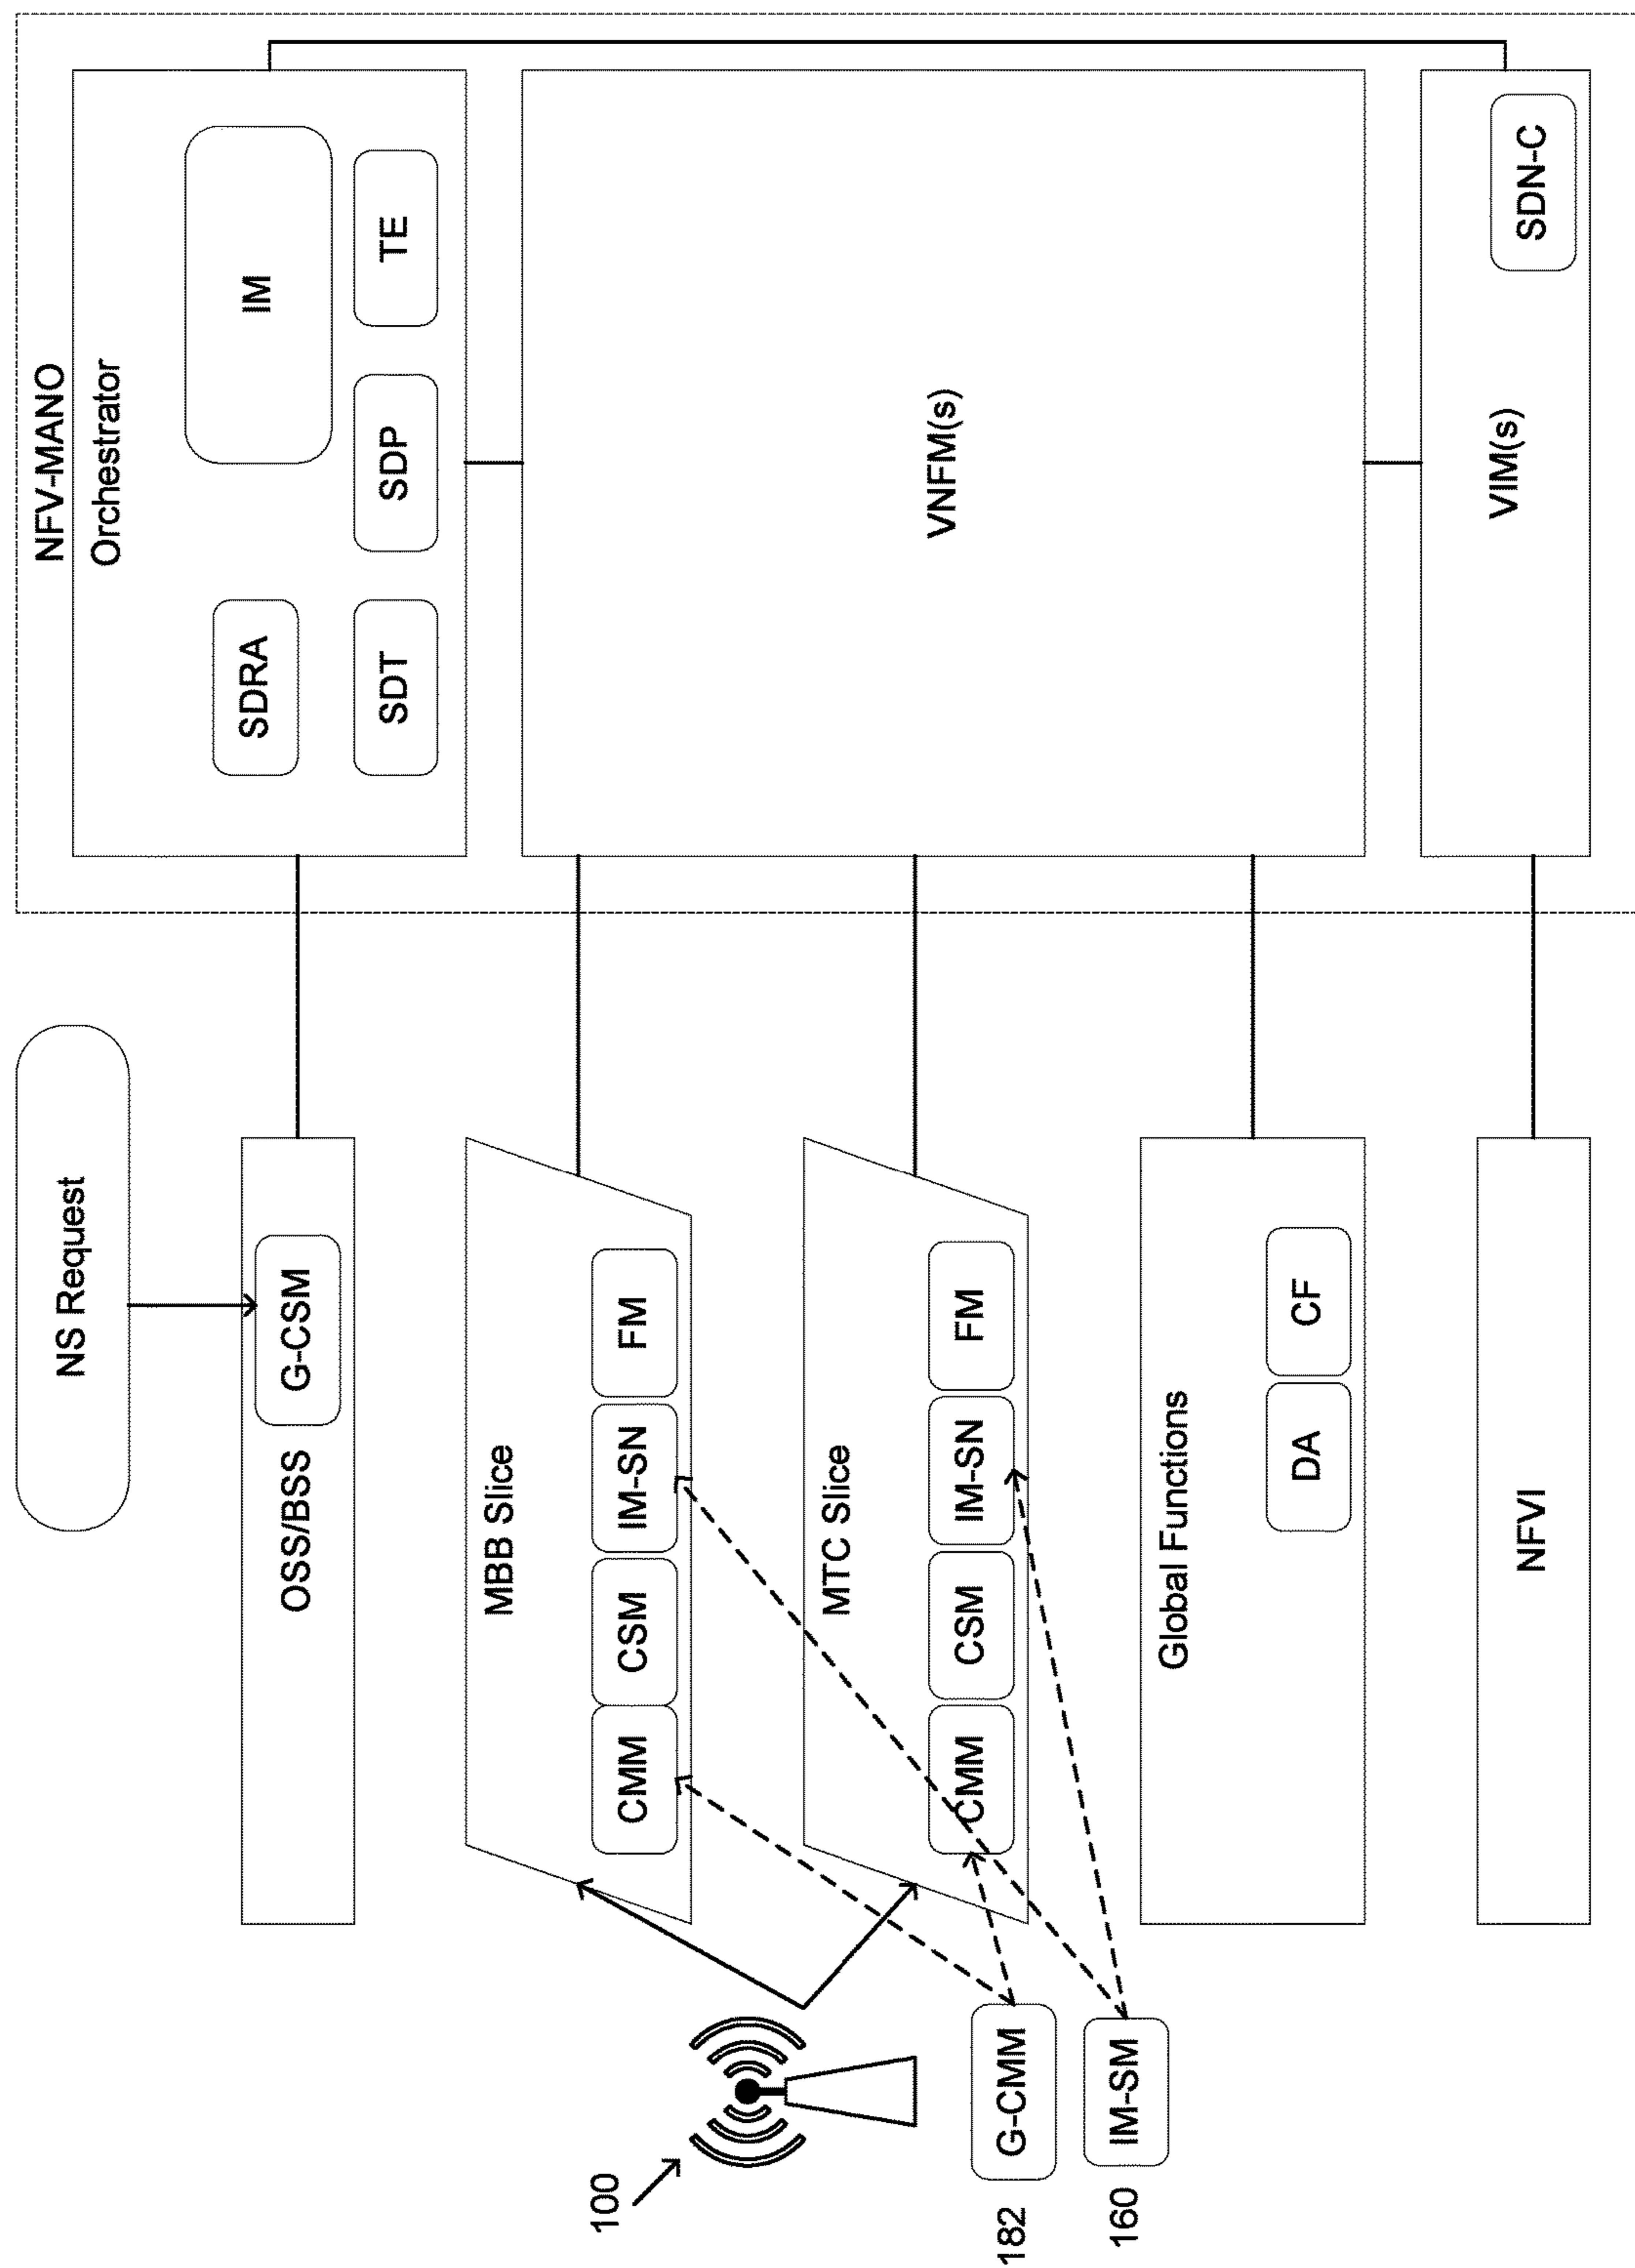 NS Request
NFV-MANO
OSS/BSS
G-CSM
Orchestrator
SDRA
IM
SDT
SDP
TE
MBB Slice
CMM
CSM
IM-SN
FM
VNFM(s)
100
MTC Slice
CMM
CSM
IM-SN
FM
182
G-CMM
160
IM-SM
Global Functions
DA
CF
NFVI
VIM(s)
SDN-C